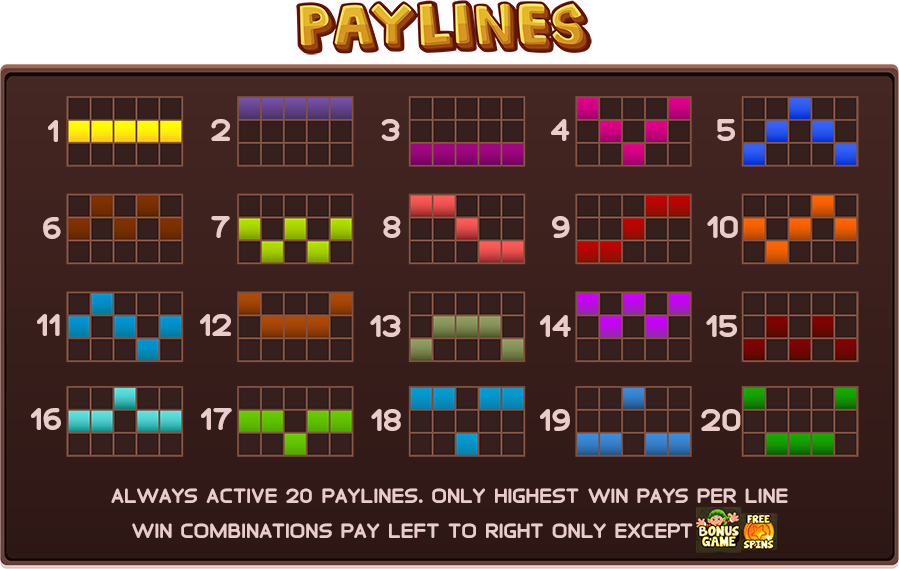 PAYLINES
1 2 3 4 5
6 7 8 9 10
11 12 13 14 15
16 17 18 19 20
ALWAYS ACTIVE 20 PAYLINES. ONLY HIGHEST WIN PAYS PER LINE
WIN COMBINATIONS PAY LEFT TO RIGHT ONLY EXCEPT
BONUS
GAME
FREE
SPINS